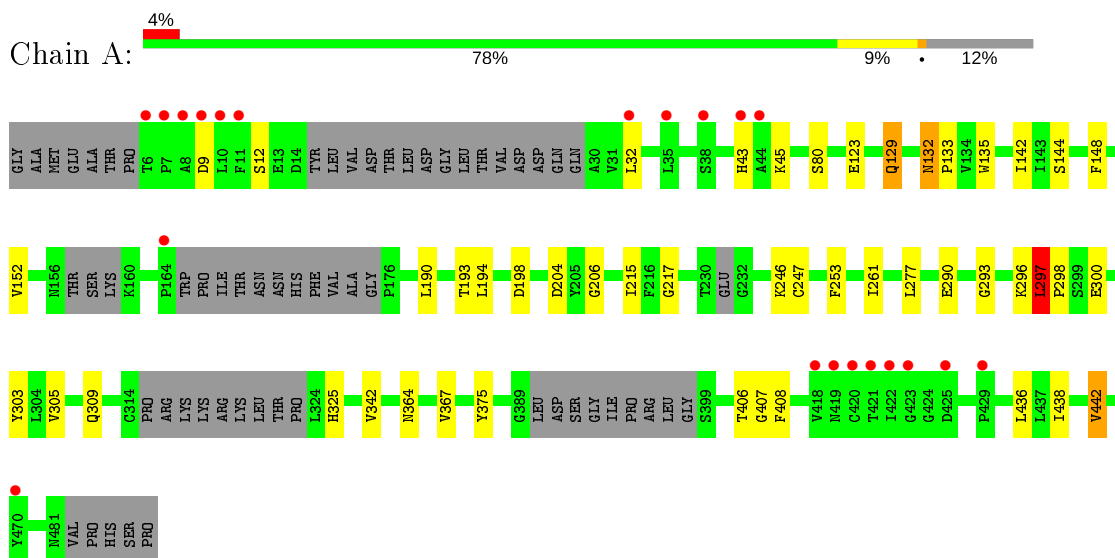 4%
Chain A:
78% 9% • 12%
GLY ALA MET GLU ALA THR PRO T6 P7 A8 D9 L10 F11 S12 E13 D14 TYR LEU VAL ASP THR LEU ASP GLY LEU THR VAL ASP ASP GLN GLN A30 V31 L32 L35 S38 H43 A44 K45 S80 E123 Q129 N132 P133 V134 W135 I142 I143 S144 F148
V152 N156 THR SER LYS K160 P164 TRP PRO ILE THR ASN ASN HIS PHE VAL ALA GLY P176 L190 T193 L194 D198 D204 Y205 G206 I215 F216 G217 T230 GLU G232 K246 C247 F253 I261 L277 E290 G293 K296 L297 P298 S299 E300
Y303 L304 V305 Q309 C314 PRO ARG LYS LYS ARG LYS LEU THR PRO L324 H325 V342 N364 V367 Y375 G389 LEU ASP SER GLY ILE PRO ARG LEU GLY S399 T406 G407 F408 V418 N419 C420 T421 I422 G423 G424 D425 P429 L436 L437 I438 V442
Y470 N481 VAL PRO HIS SER PRO